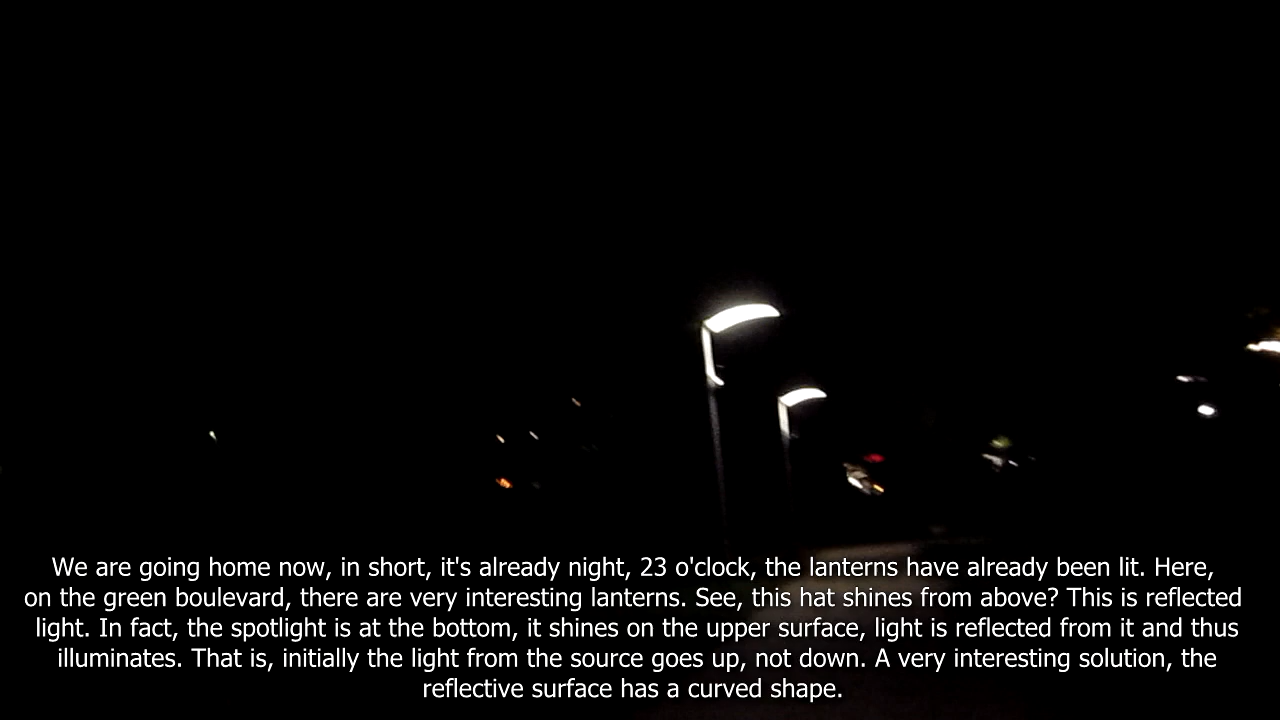 We are going home now, in short, it's already night, 23 o'clock, the lanterns have already been lit. Here,
on the green boulevard, there are very interesting lanterns. See, this hat shines from above? This is reflected
light. In fact, the spotlight is at the bottom, it shines on the upper surface, light is reflected from it and thus
illuminates. That is, initially the light from the source goes up, not down. A very interesting solution, the
reflective surface has a curved shape.